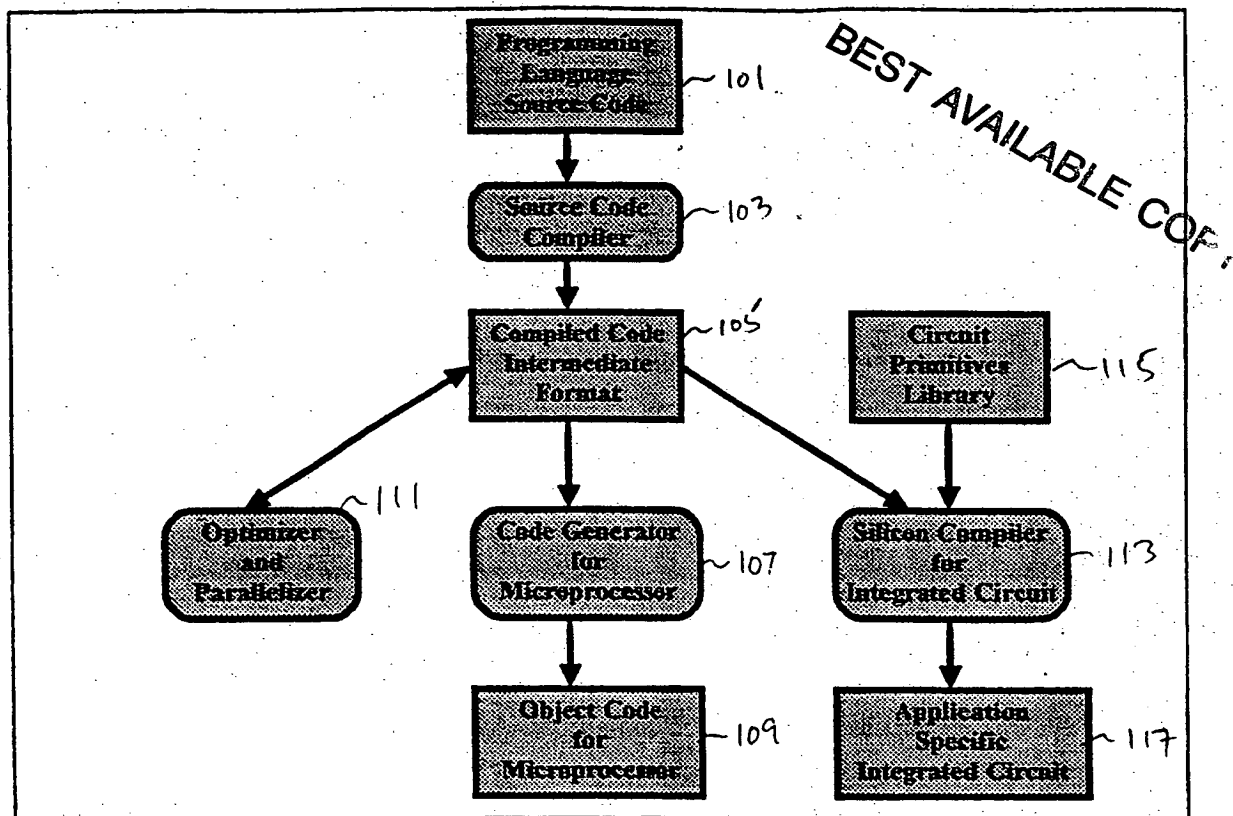 Programming
Language
Source Code
101
BEST AVAILABLE
Source Code
Compiler
103
Compiled Code
Intermediate
Format
105
Circuit
Primitives
Library
115
Optimizer
and
Parallelizer
111
Code Generator
for
Microprocessor
107
Silicon Compiler
for
Integrated Circuit
113
Object Code
for
Microprocessor
109
Application
Specific
Integrated Circuit
117